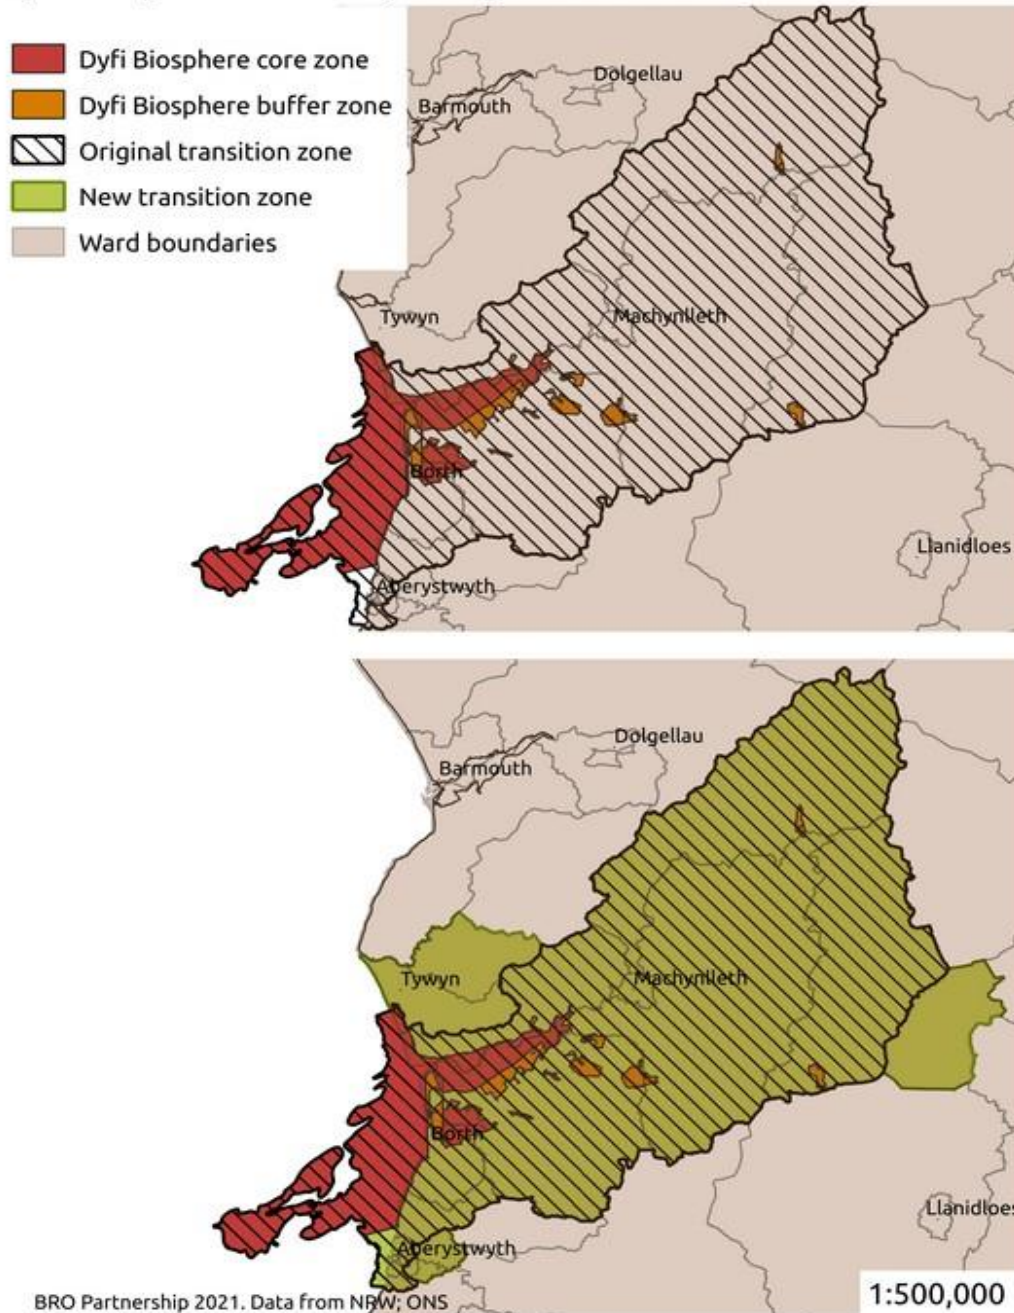 Dyfi Biosphere core zone
Dyfi Biosphere buffer zone
Original transition zone
New transition zone
Ward boundaries
Dolgellau
Barmouth
Tywyn
Machynlleth
Borth
Llanidloes
Aberystwyth
Dolgellau
Barmouth
Tywyn
Machynlleth
Borth
Llanidloes
Aberystwyth
BRO Partnership 2021. Data from NRW; ONS
1:500,000